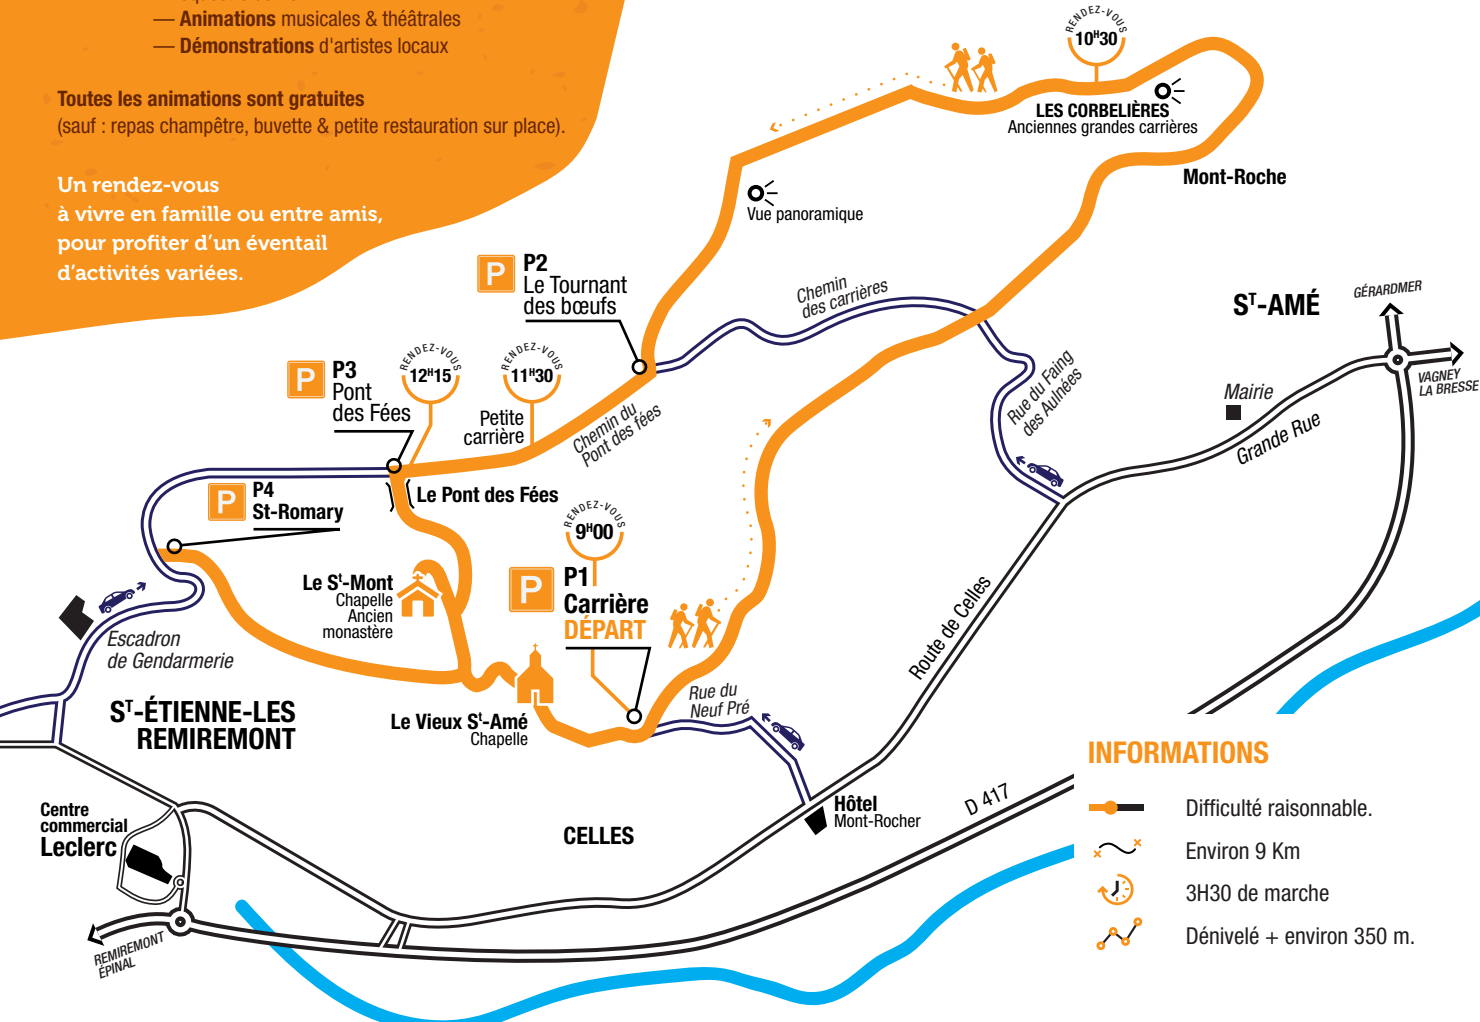 — Animations musicales & théâtrales
— Démonstrations d'artistes locaux
Toutes les animations sont gratuites
(sauf : repas champêtre, buvette & petite restauration sur place).
Un rendez-vous
à vivre en famille ou entre amis,
pour profiter d'un éventail
d'activités variées.
RENDEZ-VOUS
10H30
LES CORBELIÈRES
Anciennes grandes carrières
Mont-Roche
Vue panoramique
P
P2
Le Tournant
des bœufs
Chemin
des carrières
ST-AMÉ
GÉRARDMER
VAGNEY
LA BRESSE
P
P3
Pont
des Fées
RENDEZ-VOUS
12H15
RENDEZ-VOUS
11H30
Petite
carrière
Chemin du
Pont des fées
Rue du Faing
des Aulnées
Mairie
Grande Rue
P
P4
St-Romary
Le Pont des Fées
RENDEZ-VOUS
9H00
P
P1
Carrière
DÉPART
Le St-Mont
Chapelle
Ancien
monastère
Escadron
de Gendarmerie
Route de Celles
ST-ÉTIENNE-LES
REMIREMONT
Le Vieux St-Amé
Chapelle
Rue du
Neuf Pré
Centre
commercial
Leclerc
CELLES
Hôtel
Mont-Rocher
D 417
REMIREMONT
ÉPINAL
INFORMATIONS
Difficulté raisonnable.
Environ 9 Km
3H30 de marche
Dénivelé + environ 350 m.